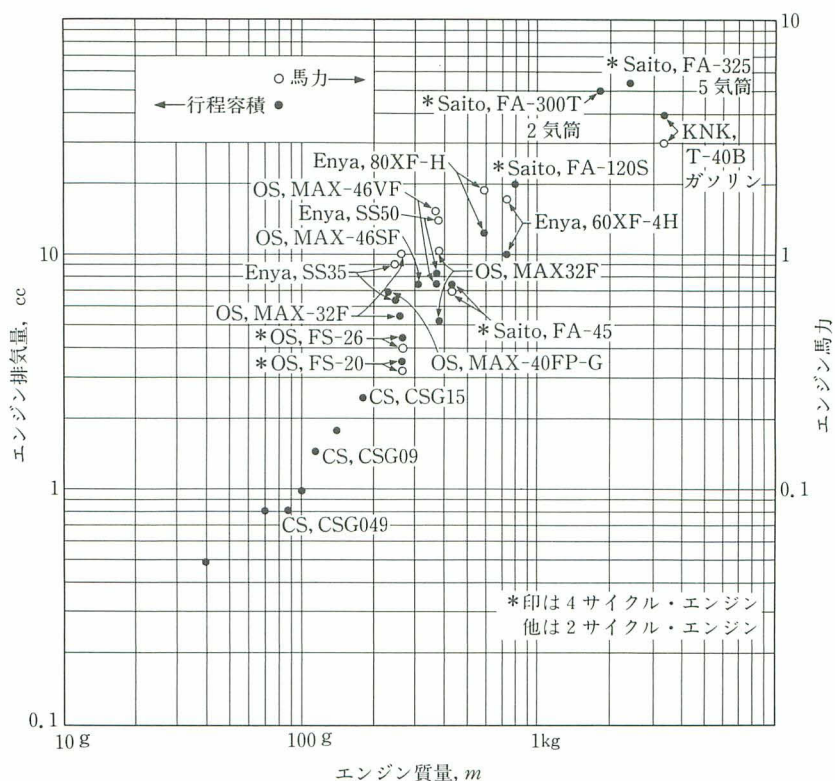 10
10
*Saito, FA-325
5気筒
○馬力
行程容積●
*Saito, FA-300T
2気筒
KNK,
T-40B
ガソリン
Enya, 80XF-H
*Saito, FA-120S
OS, MAX-46VF
Enya, SS50
Enya, 60XF-4H
OS, MAX-46SF
1
Enya, SS35
OS, MAX32F
OS, MAX-32F
*OS, FS-26
*Saito, FA-45
*OS, FS-20
OS, MAX-40FP-G
CS, CSG15
CS, CSG09
1
0.1
CS, CSG049
*印は4サイクル・エンジン
他は2サイクル・エンジン
0.1
10g
100g
1kg
エンジン質量, m
エンジン排気量, cc
エンジン馬力